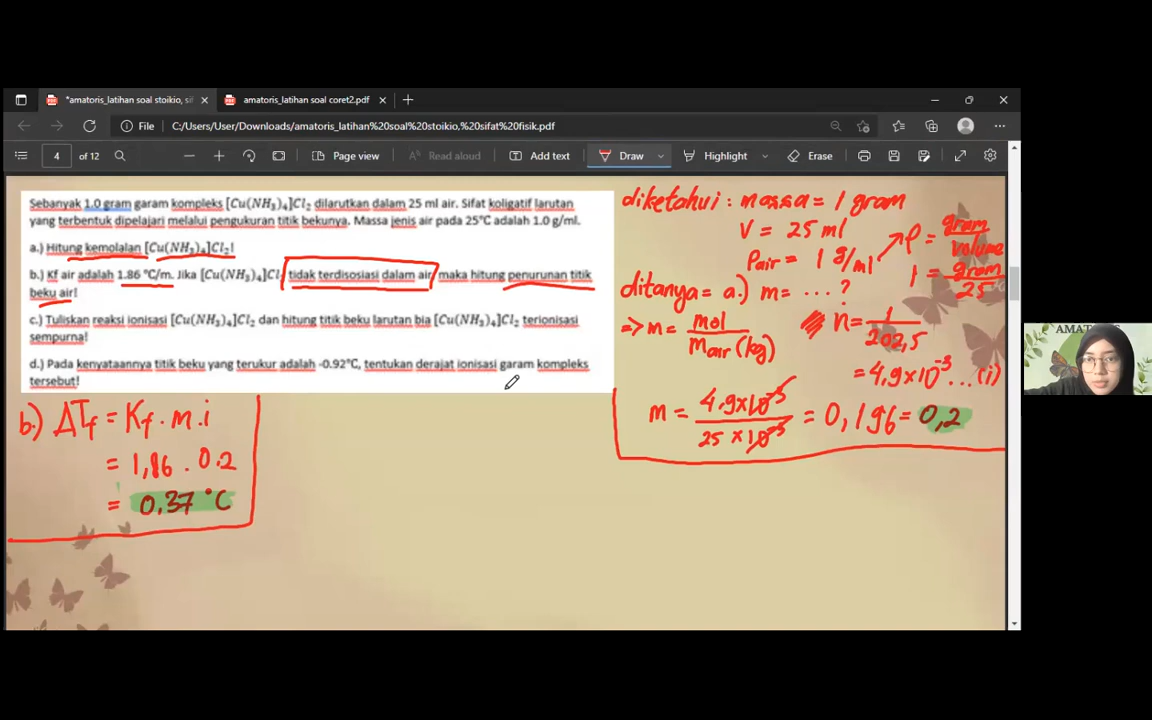 *amatoris_latihan soal stoikio, si
amatoris_latihan soal coret2.pdf
File C:/Users/User/Downloads/amatoris_latihan%20soal%20stoikio,%20sifat%20fisik.pdf
4 of 12 Page view Read aloud Add text Draw Highlight Erase
Sebanyak 1.0 gram garam kompleks [Cu(NH₃)₄]Cl₂ dilarutkan dalam 25 ml air. Sifat koligatif larutan
yang terbentuk dipelajari melalui pengukuran titik bekunya. Massa jenis air pada 25°C adalah 1.0 g/ml.
a.) Hitung kemolalan [Cu(NH₃)₄]Cl₂!
b.) Kf air adalah 1.86 °C/m. Jika [Cu(NH₃)₄]Cl tidak terdisosiasi dalam air maka hitung penurunan titik
beku air!
c.) Tuliskan reaksi ionisasi [Cu(NH₃)₄]Cl₂ dan hitung titik beku larutan bia [Cu(NH₃)₄]Cl₂ terionisasi
sempurna!
d.) Pada kenyataannya titik beku yang terukur adalah -0.92°C, tentukan derajat ionisasi garam kompleks
tersebut!
diketahui : massa = 1 gram
V = 25 ml
ρair = 1 g/ml
ρ = gram/volume
1 = gram/25
ditanya = a.) m = ... ?
=> m = mol/m air (kg)
n = 1/202,5
= 4,9 x 10⁻³ ... (i)
m = 4,9x10⁻³/25 x 10⁻³ = 0,196 = 0,2
b.) ΔTf = Kf . m . i
= 1,86 . 0.2
= 0,37 °C